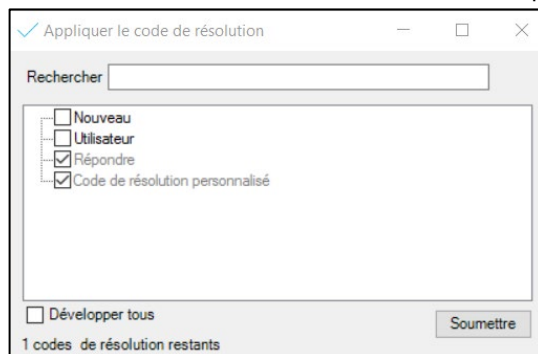 Appliquer le code de résolution
Rechercher
Nouveau
Utilisateur
Répondre
Code de résolution personnalisé
Développer tous
Soumettre
1 codes de résolution restants